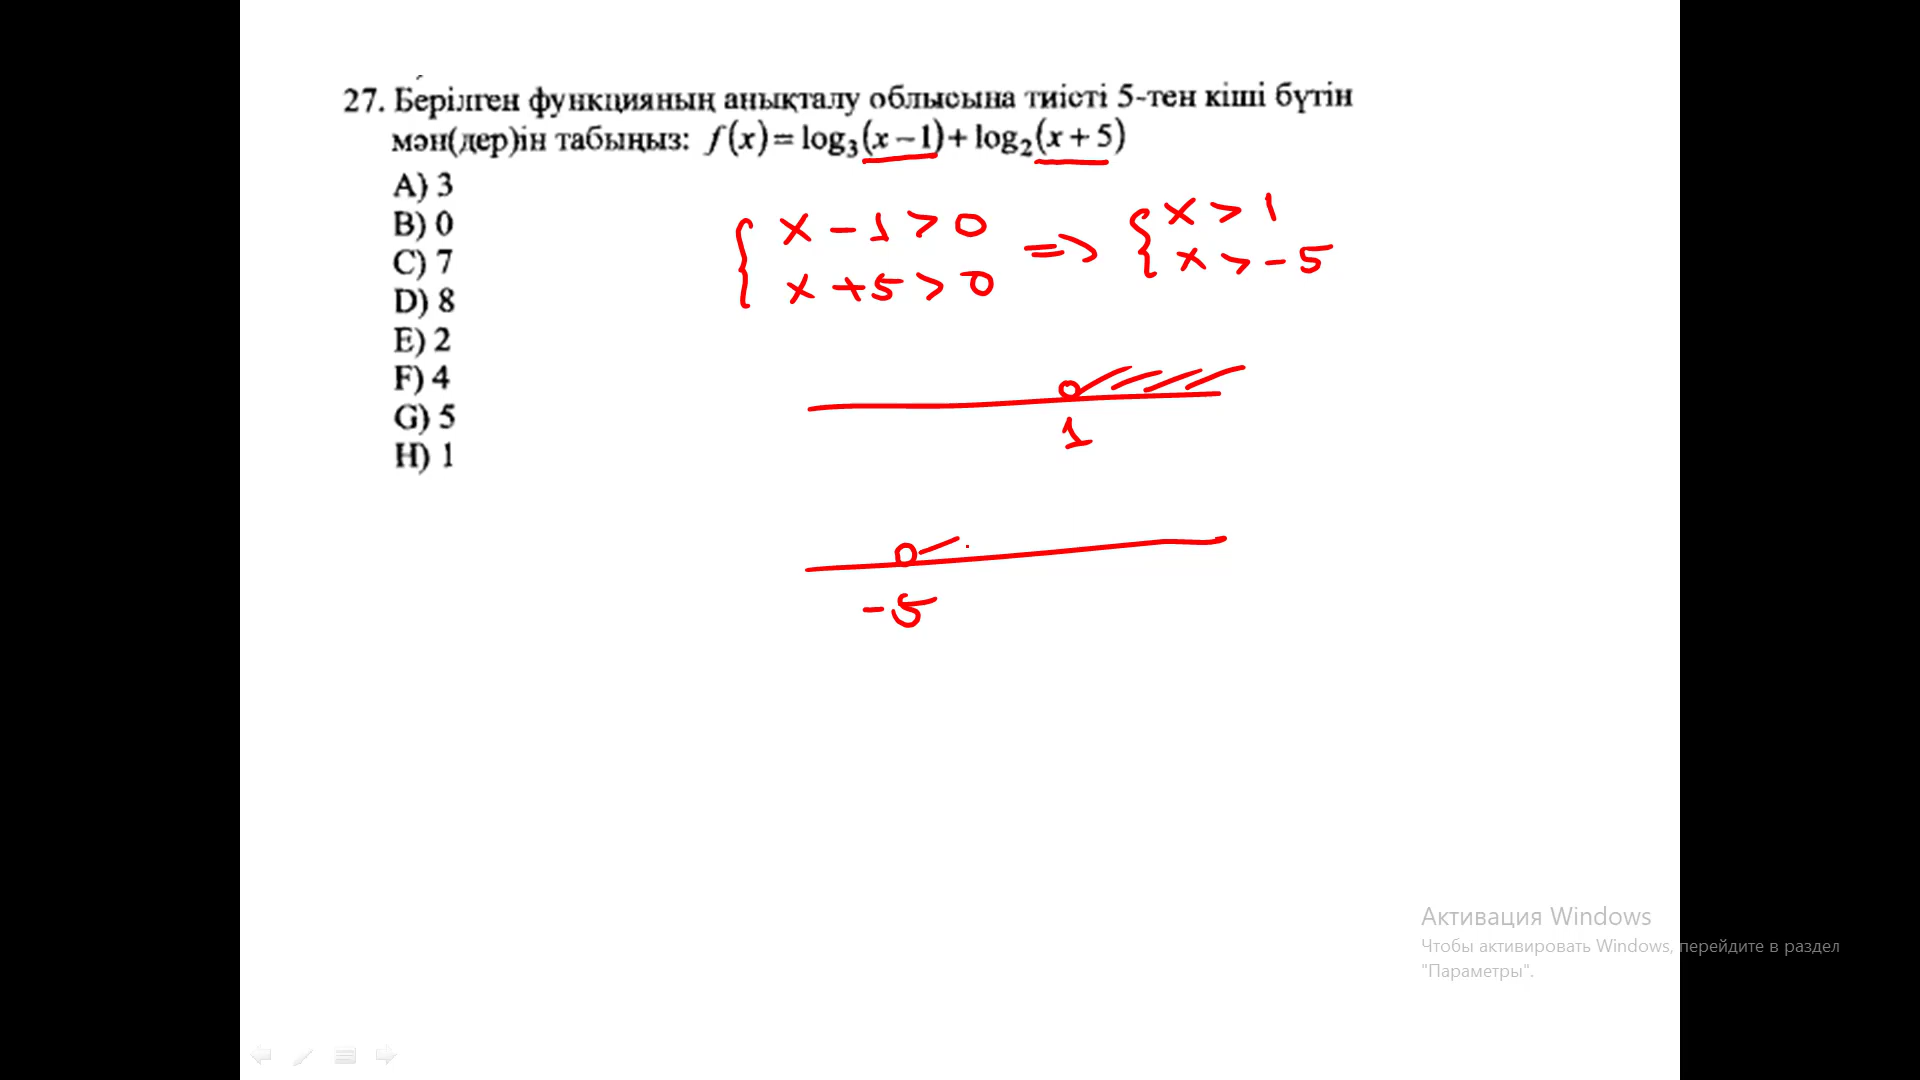 27. Берілген функцияның анықталу облысына тиісті 5-тен кіші бүтін
мән(дер)ін табыңыз: f(x) = log₃(x − 1) + log₂(x + 5)
A) 3
B) 0
C) 7
D) 8
E) 2
F) 4
G) 5
H) 1
{ x − 1 > 0 => { x > 1
x + 5 > 0 x > −5
1
−5
Активация Windows
Чтобы активировать Windows, перейдите в раздел
"Параметры".